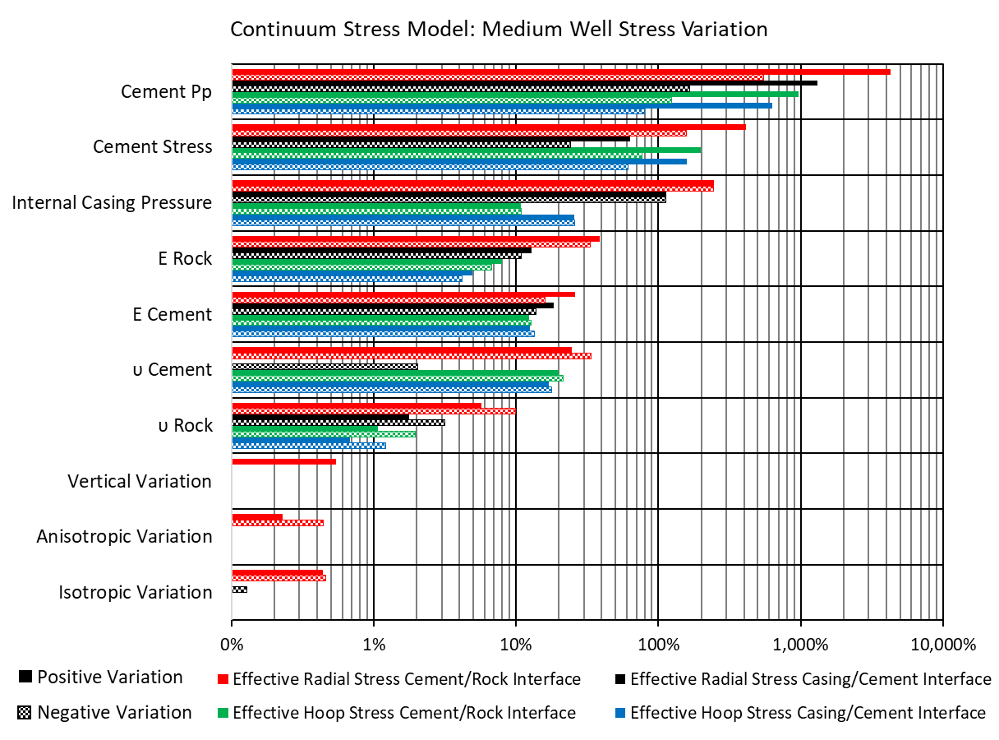 Continuum Stress Model: Medium Well Stress Variation
Cement Pp
Cement Stress
Internal Casing Pressure
E Rock
E Cement
υ Cement
υ Rock
Vertical Variation
Anisotropic Variation
Isotropic Variation
0% 1% 10% 100% 1,000% 10,000%
Positive Variation Effective Radial Stress Cement/Rock Interface Effective Radial Stress Casing/Cement Interface
Negative Variation Effective Hoop Stress Cement/Rock Interface Effective Hoop Stress Casing/Cement Interface